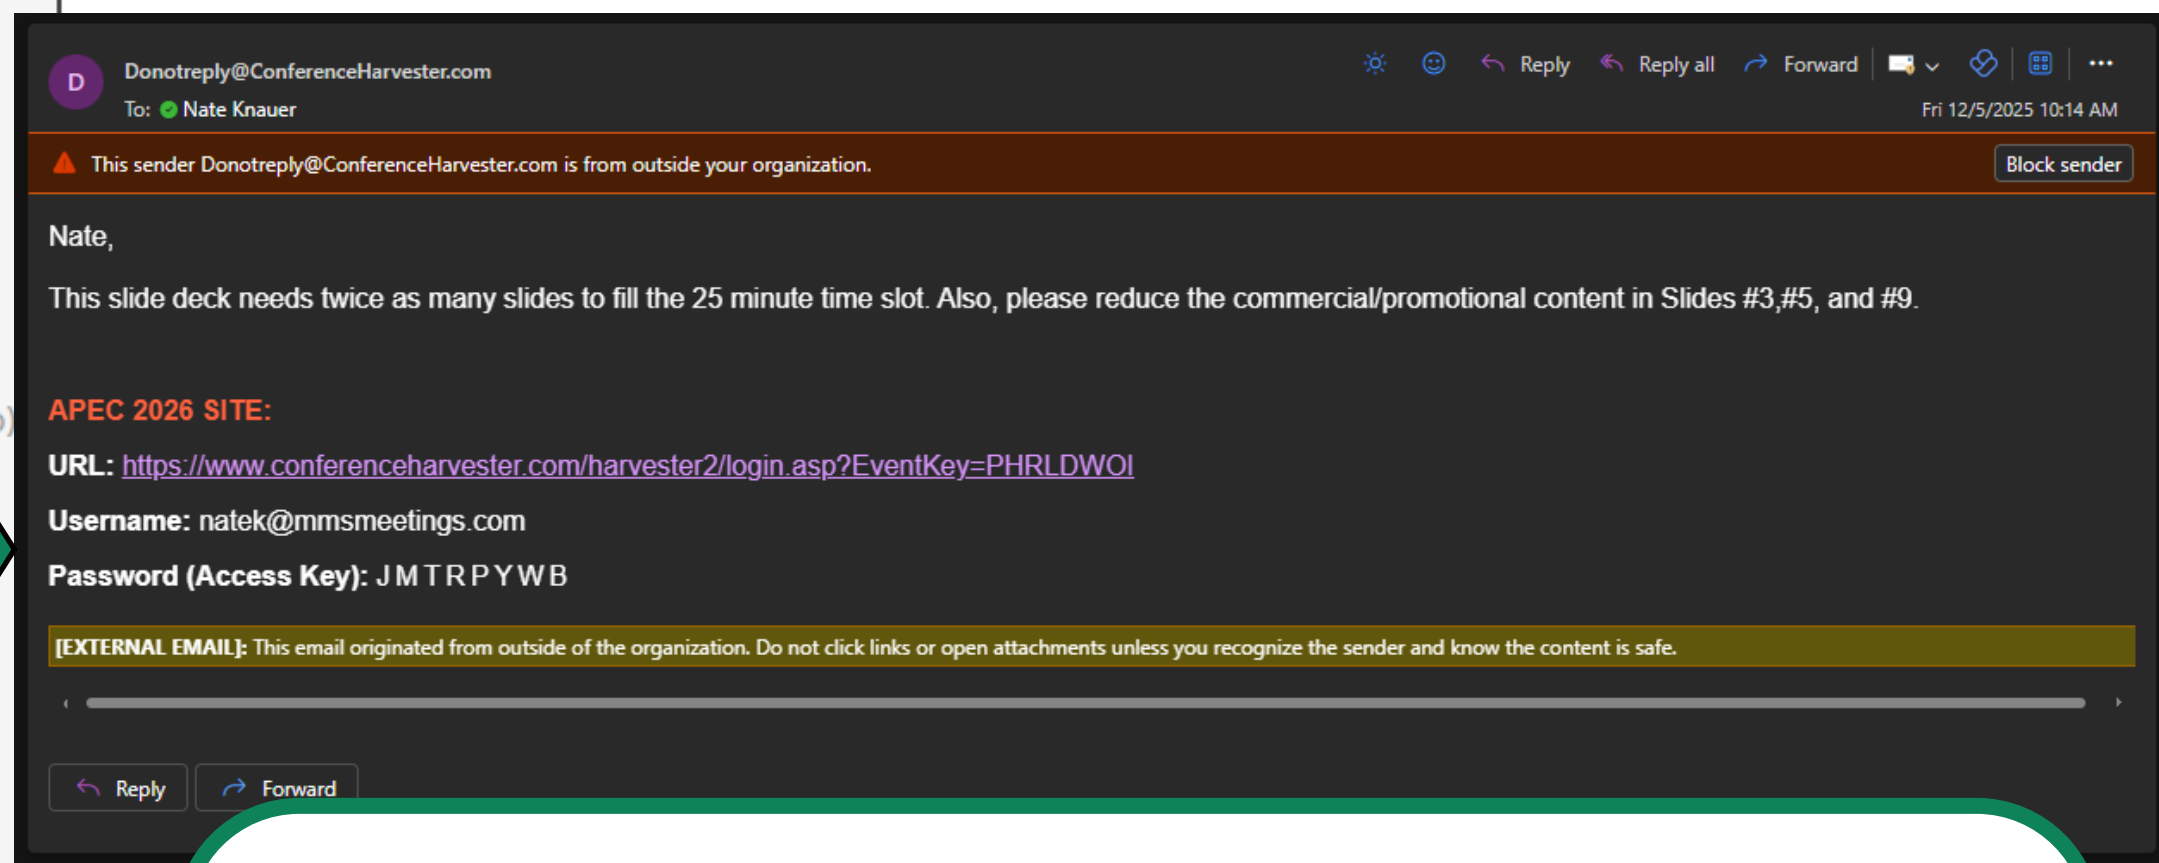 D
Donotreply@ConferenceHarvester.com
Reply
Reply all
Forward
To: Nate Knauer
Fri 12/5/2025 10:14 AM
This sender Donotreply@ConferenceHarvester.com is from outside your organization.
Block sender
Nate,
This slide deck needs twice as many slides to fill the 25 minute time slot. Also, please reduce the commercial/promotional content in Slides #3,#5, and #9.
APEC 2026 SITE:
URL: https://www.conferenceharvester.com/harvester2/login.asp?EventKey=PHRLDWOI
Username: natek@mmsmeetings.com
Password (Access Key): J M T R P Y W B
[EXTERNAL EMAIL]: This email originated from outside of the organization. Do not click links or open attachments unless you recognize the sender and know the content is safe.
Reply
Forward